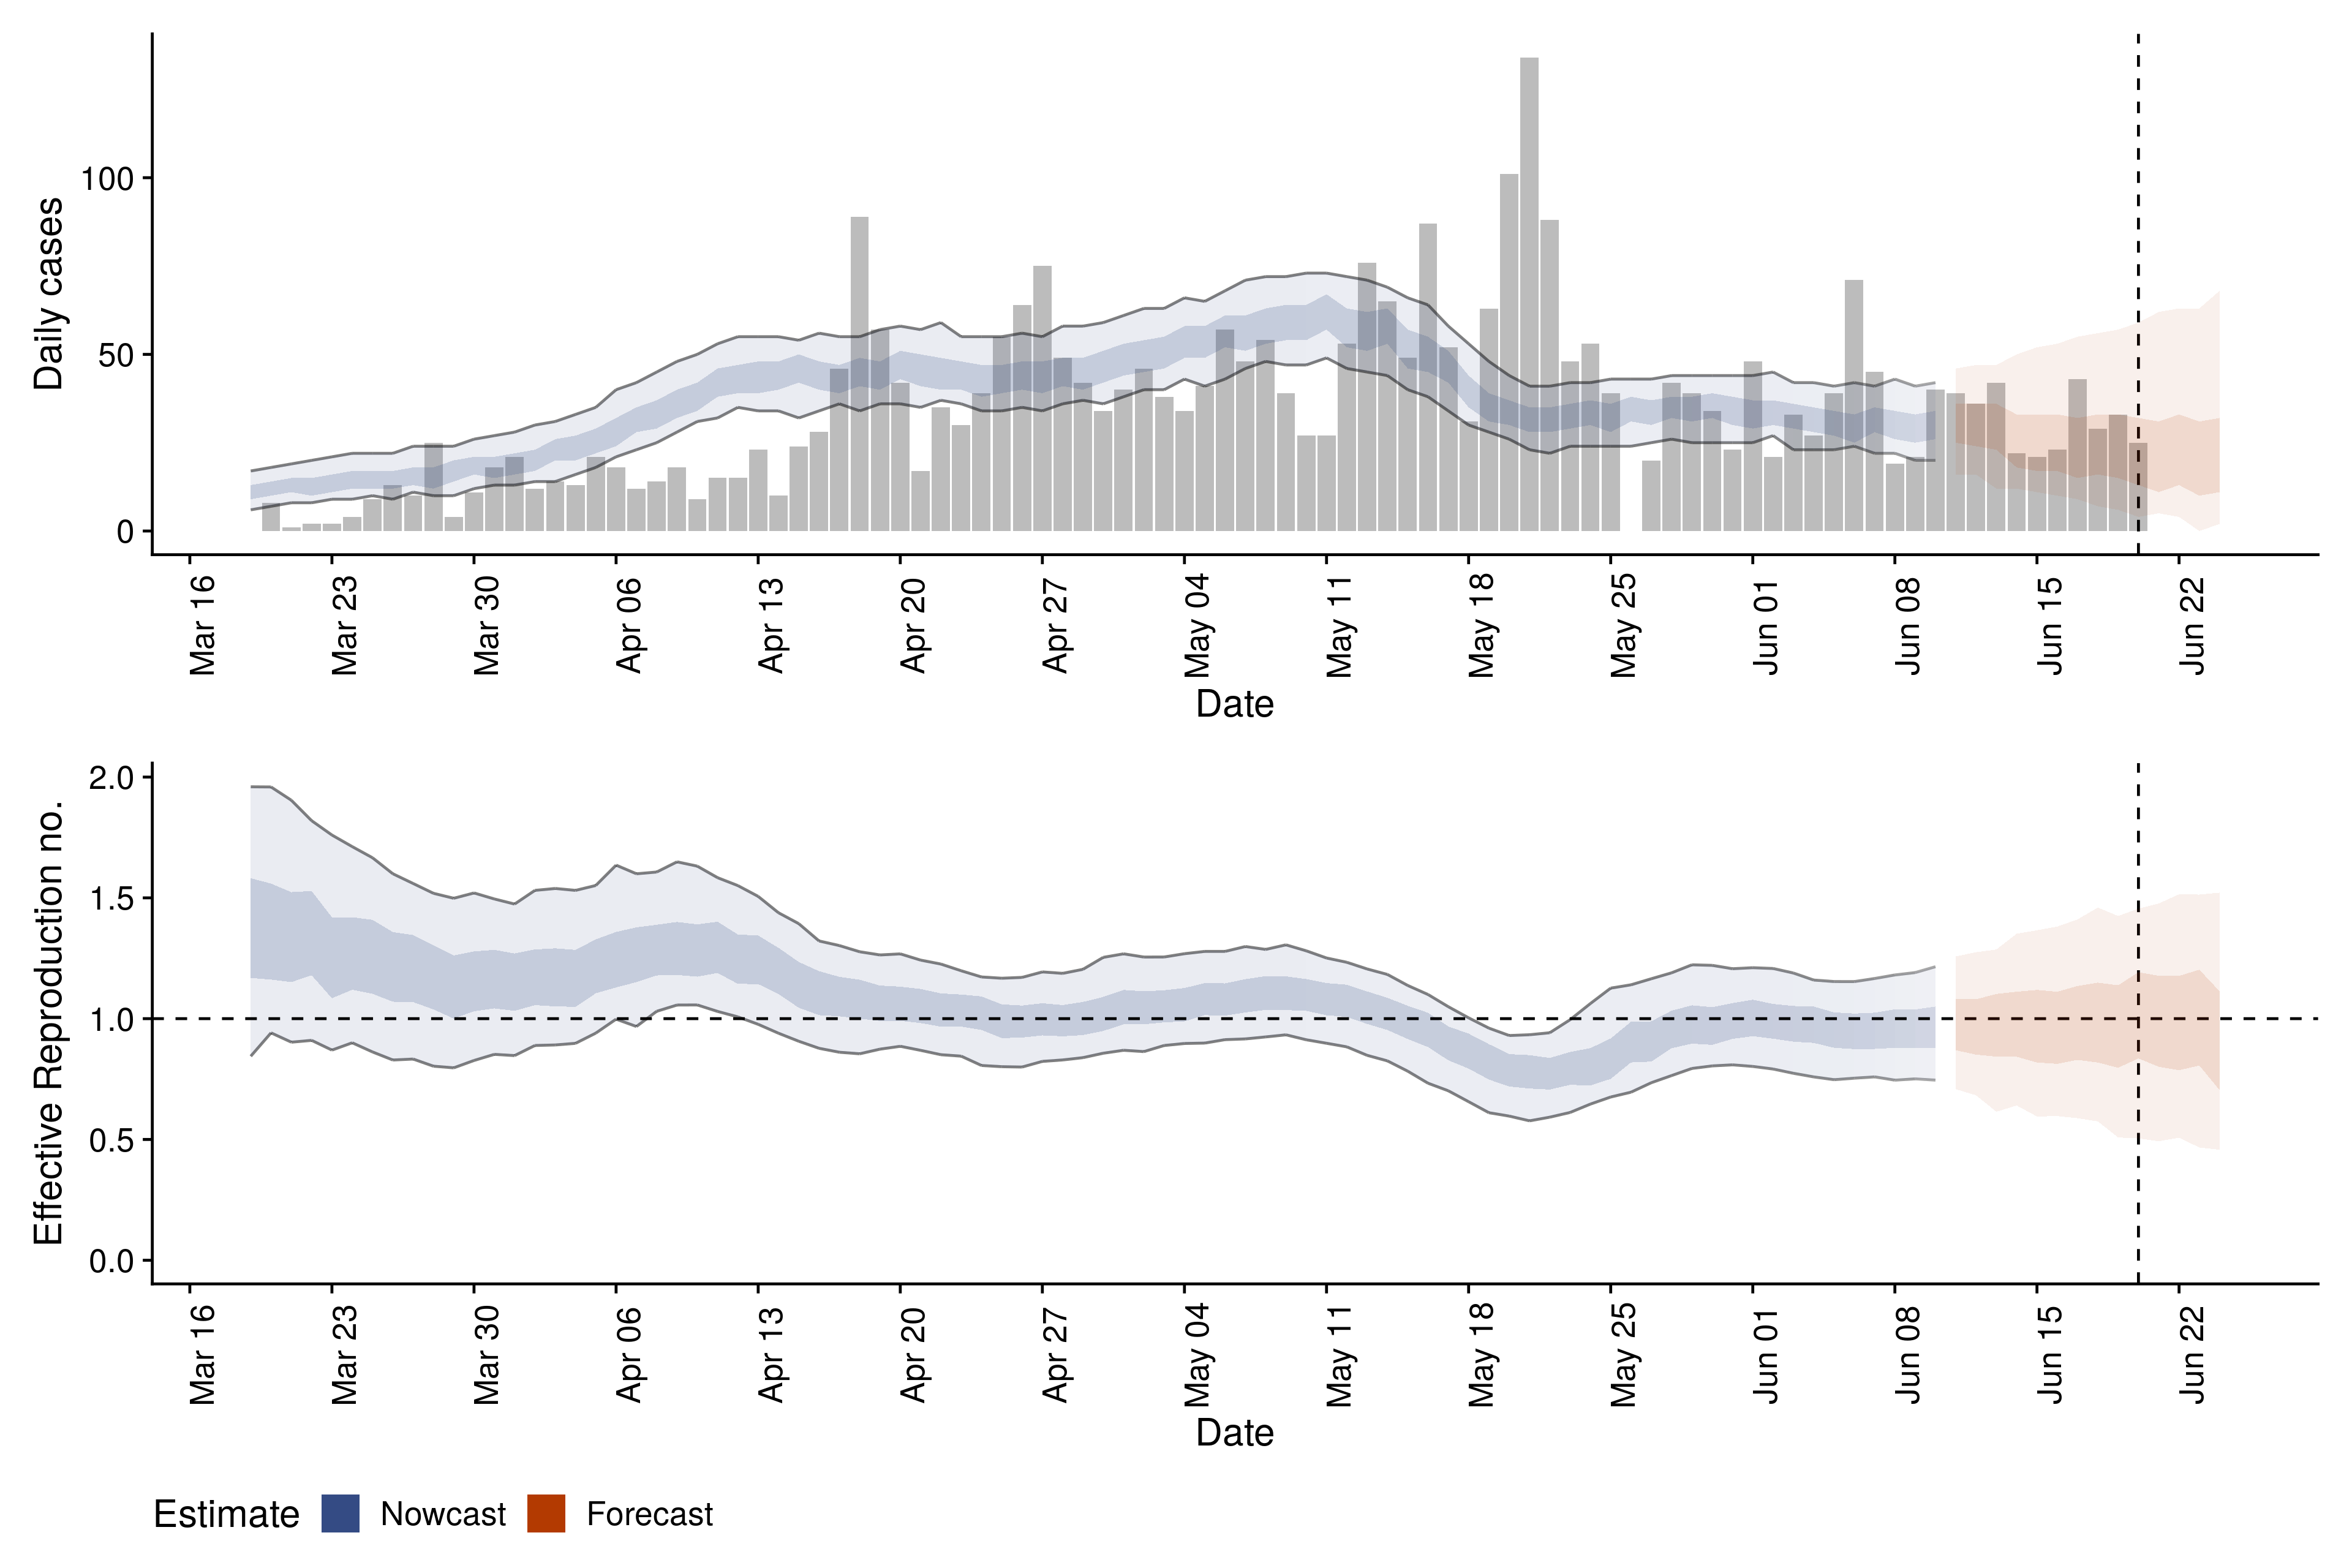 Daily cases
100
50
0
Mar 16
Mar 23
Mar 30
Apr 06
Apr 13
Apr 20
Apr 27
May 04
May 11
May 18
May 25
Jun 01
Jun 08
Jun 15
Jun 22
Date
Effective Reproduction no.
2.0
1.5
1.0
0.5
0.0
Mar 16
Mar 23
Mar 30
Apr 06
Apr 13
Apr 20
Apr 27
May 04
May 11
May 18
May 25
Jun 01
Jun 08
Jun 15
Jun 22
Date
Estimate Nowcast Forecast